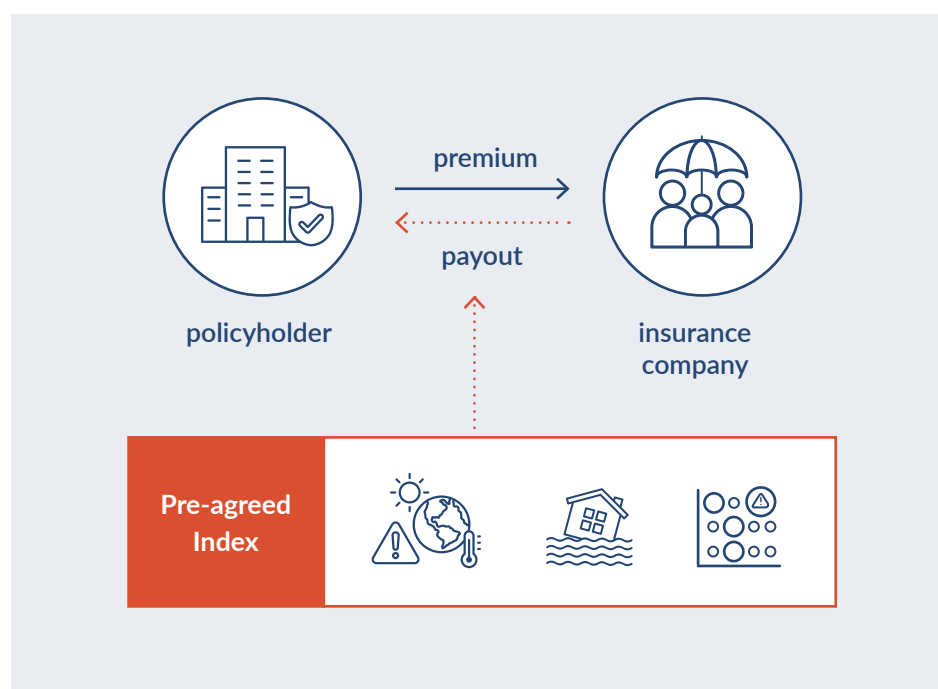 premium
payout
policyholder
insurance
company
Pre-agreed
Index